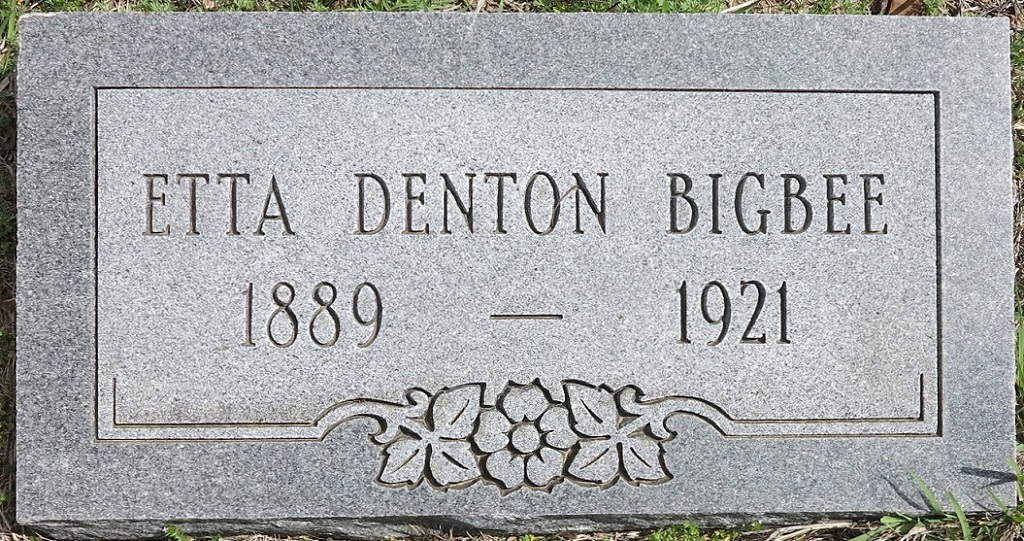 ETTA DENTON BIGBEE
1889 — 1921